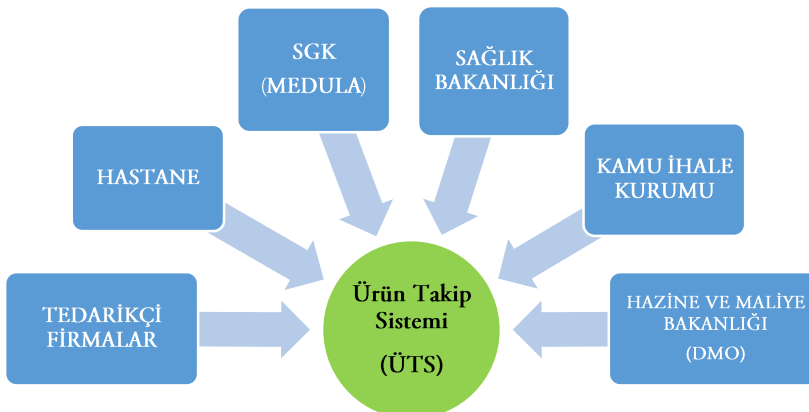 SGK
(MEDULA)
SAĞLIK
BAKANLIĞI
HASTANE
KAMU İHALE
KURUMU
TEDARİKÇİ
FİRMALAR
Ürün Takip
Sistemi
(ÜTS)
HAZİNE VE MALİYE
BAKANLIĞI
(DMO)